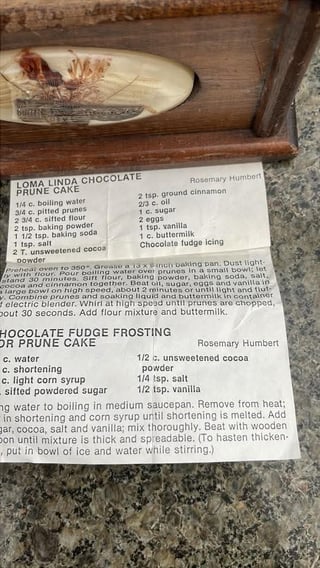 LOMA LINDA CHOCOLATE
PRUNE CAKE
Rosemary Humbert
1/4 c. boiling water
3/4 c. pitted prunes
2 3/4 c. sifted flour
2 tsp. baking powder
1 1/2 tsp. baking soda
1 tsp. salt
2 T. unsweetened cocoa
powder
2 tsp. ground cinnamon
2/3 c. oil
1 c. sugar
2 eggs
1 tsp. vanilla
1 c. buttermilk
Chocolate fudge icing
Preheat oven to 350°. Grease a 13 x 9-inch baking pan. Dust light-
ly with flour. Pour boiling water over prunes in a small bowl; let
stand 30 minutes. Sift flour, baking powder, baking soda, salt,
cocoa and cinnamon together. Beat oil, sugar, eggs and vanilla in
a large bowl on high speed, about 2 minutes or until light and fluf-
y. Combine prunes and soaking liquid and buttermilk in container
f electric blender. Whirl at high speed until prunes are chopped,
bout 30 seconds. Add flour mixture and buttermilk.
HOCOLATE FUDGE FROSTING
OR PRUNE CAKE
Rosemary Humbert
c. water
c. shortening
c. light corn syrup
. sifted powdered sugar
1/2 c. unsweetened cocoa
powder
1/4 tsp. salt
1/2 tsp. vanilla
ng water to boiling in medium saucepan. Remove from heat;
in shortening and corn syrup until shortening is melted. Add
gar, cocoa, salt and vanilla; mix thoroughly. Beat with wooden
oon until mixture is thick and spreadable. (To hasten thicken-
, put in bowl of ice and water while stirring.)